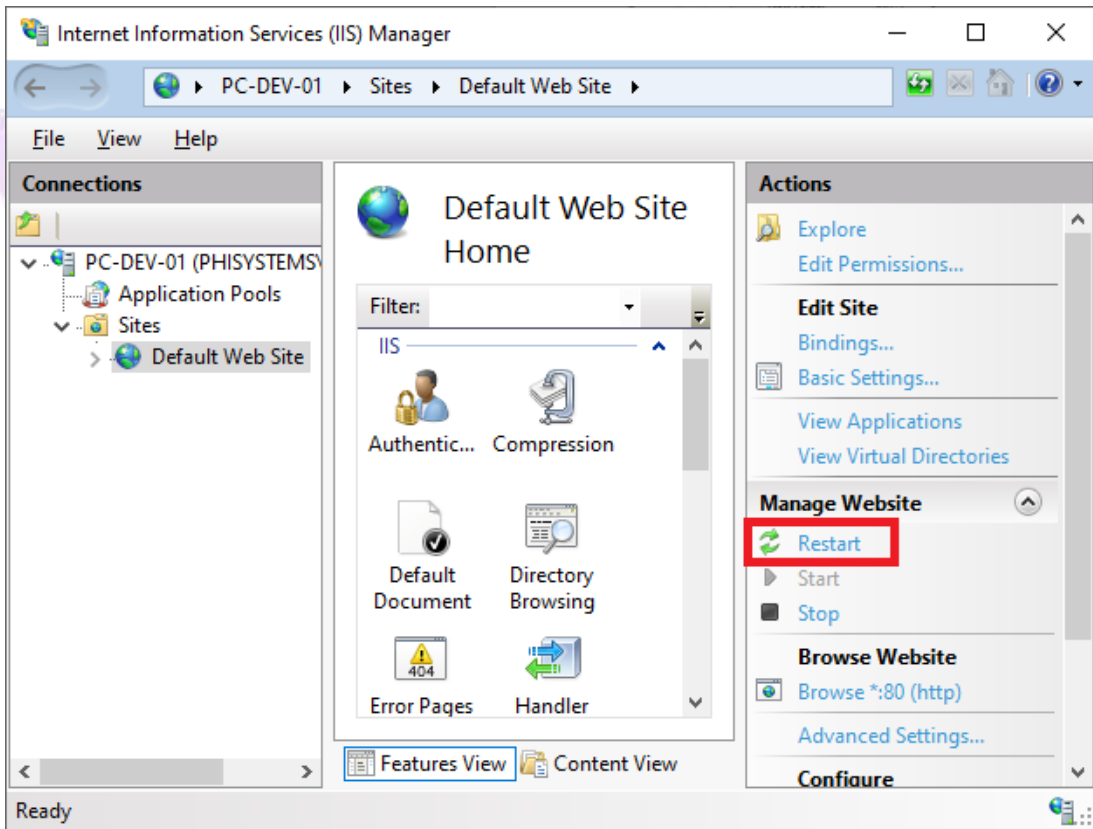 Internet Information Services (IIS) Manager
PC-DEV-01 Sites Default Web Site
File View Help
Connections
PC-DEV-01 (PHISYSTEMS\
Application Pools
Sites
Default Web Site
Default Web Site
Home
Filter:
IIS
Authentic... Compression
Default
Document
Directory
Browsing
404
Error Pages Handler
Features View Content View
Actions
Explore
Edit Permissions...
Edit Site
Bindings...
Basic Settings...
View Applications
View Virtual Directories
Manage Website
Restart
Start
Stop
Browse Website
Browse *:80 (http)
Advanced Settings...
Configure
Ready